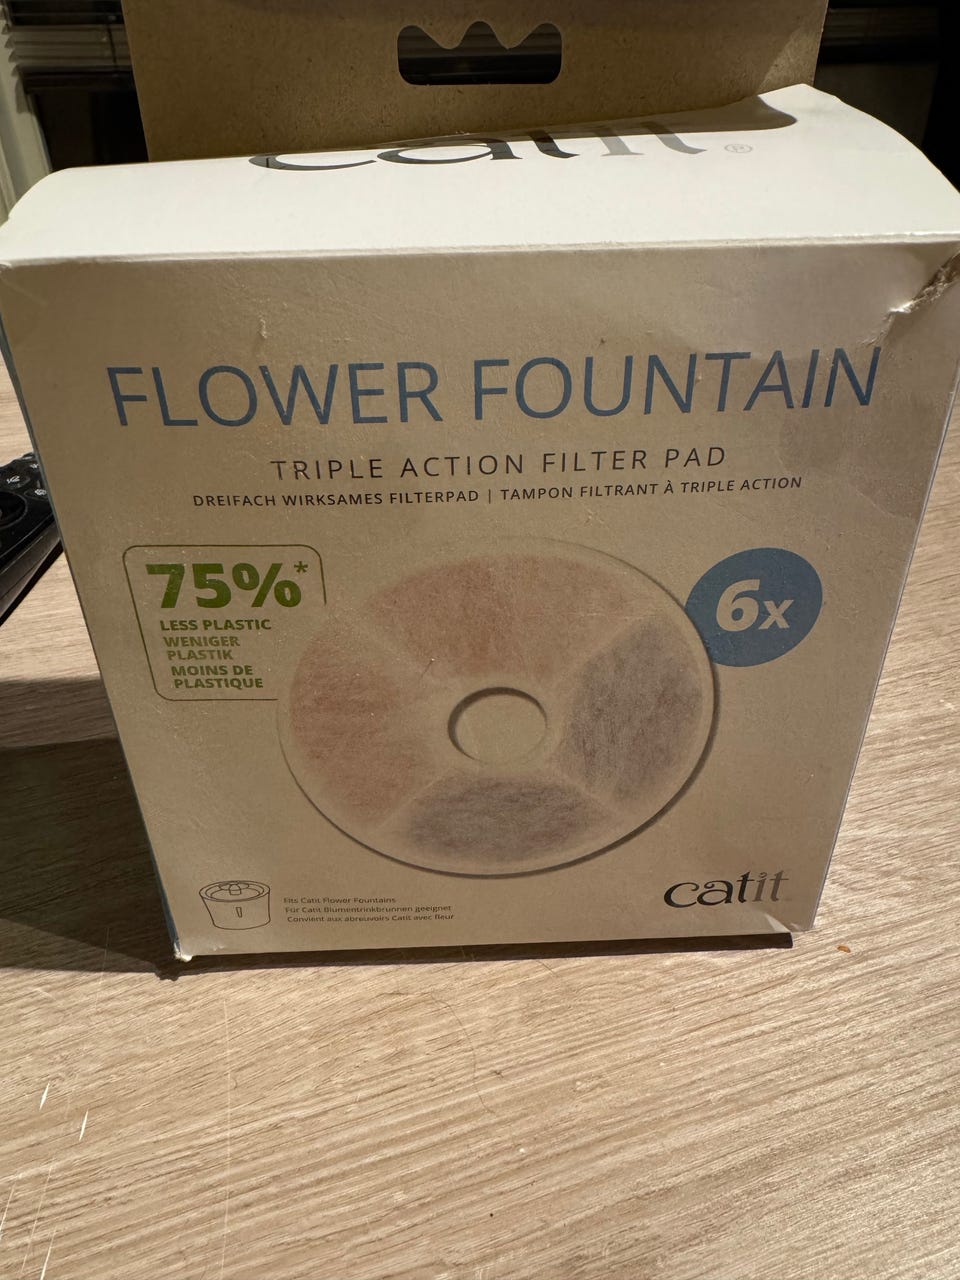 catit®
FLOWER FOUNTAIN
TRIPLE ACTION FILTER PAD
DREIFACH WIRKSAMES FILTERPAD | TAMPON FILTRANT À TRIPLE ACTION
75%*
LESS PLASTIC
WENIGER
PLASTIK
MOINS DE
PLASTIQUE
6x
Fits Catit Flower Fountains
Für Catit Blumentrinkbrunnen geeignet
Convient aux abreuvoirs Catit avec fleur
catit